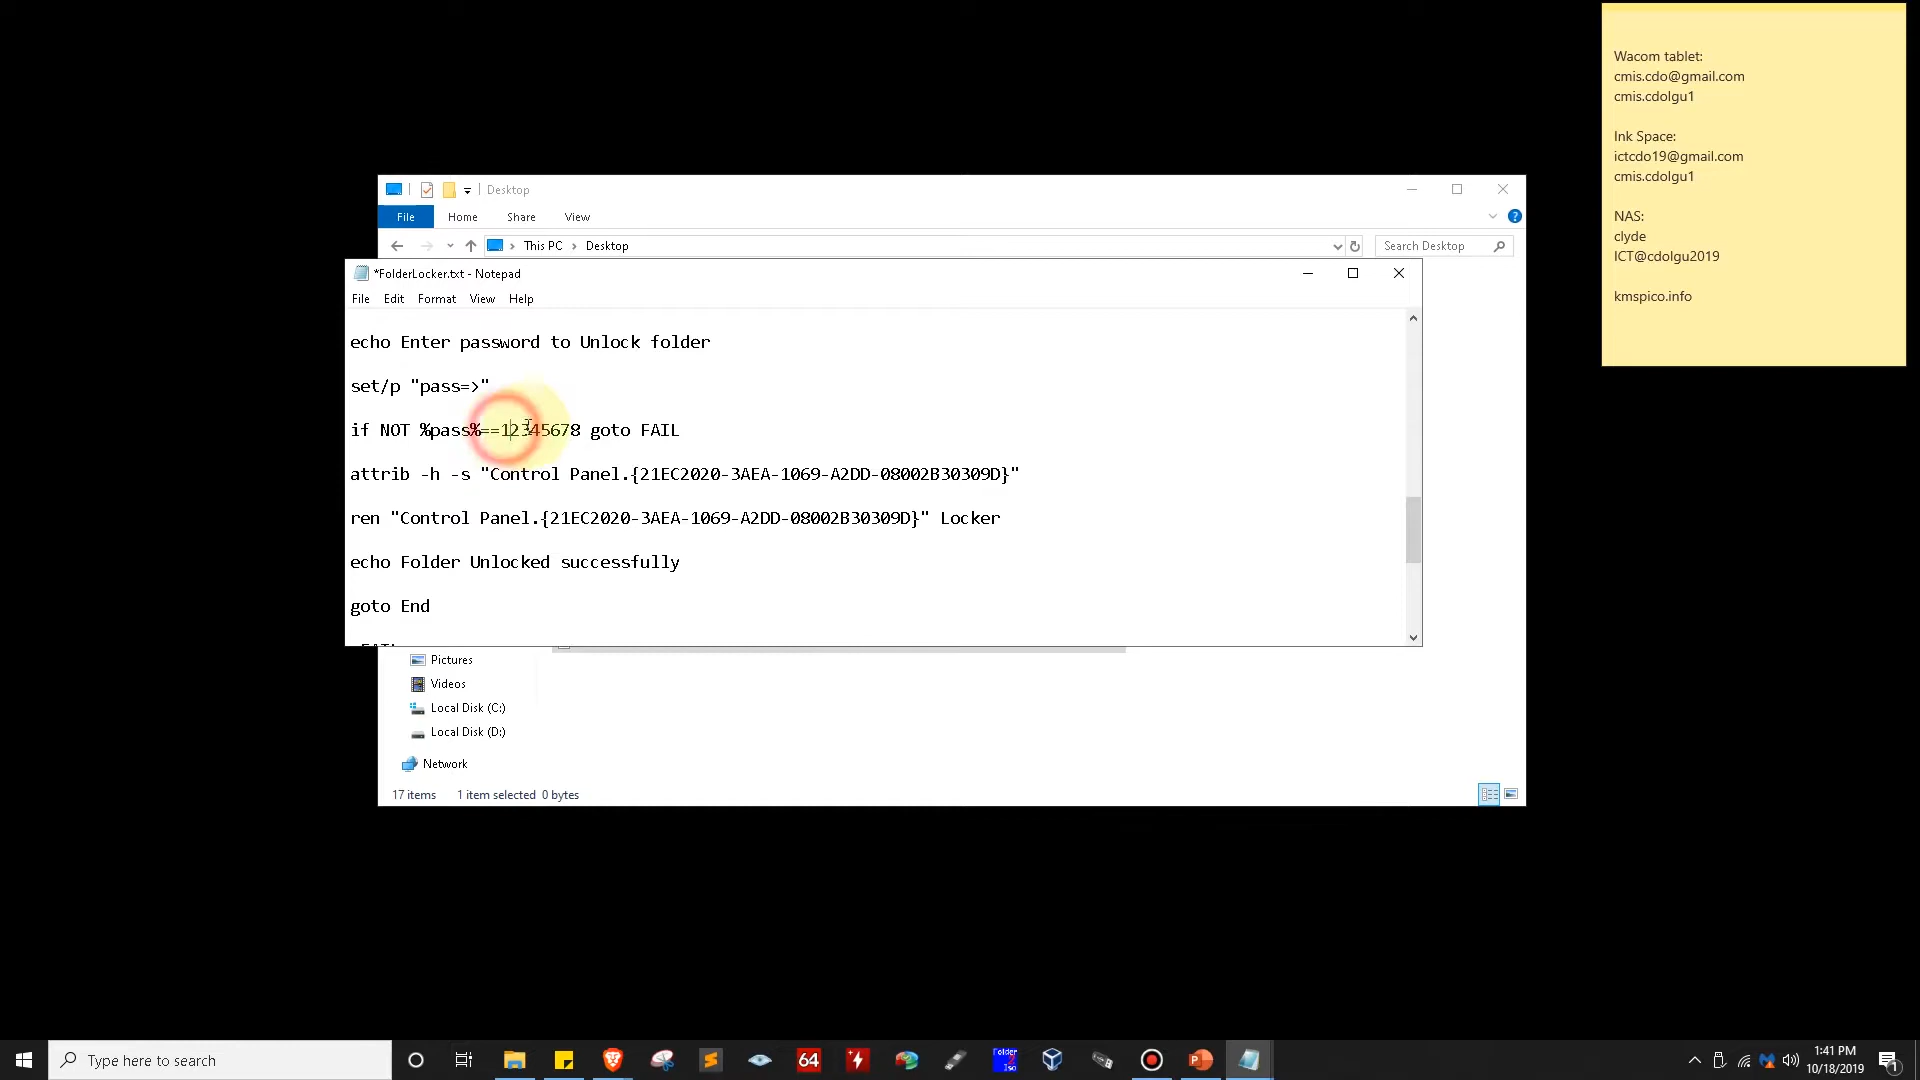 Wacom tablet:
cmis.cdo@gmail.com
cmis.cdolgu1
Ink Space:
ictcdo19@gmail.com
cmis.cdolgu1
NAS:
clyde
ICT@cdolgu2019
kmspico.info
Desktop
File Home Share View
This PC Desktop
Search Desktop
*FolderLocker.txt - Notepad
File Edit Format View Help
echo Enter password to Unlock folder
set/p "pass=>"
if NOT %pass%==12345678 goto FAIL
attrib -h -s "Control Panel.{21EC2020-3AEA-1069-A2DD-08002B30309D}"
ren "Control Panel.{21EC2020-3AEA-1069-A2DD-08002B30309D}" Locker
echo Folder Unlocked successfully
goto End
Pictures
Videos
Local Disk (C:)
Local Disk (D:)
Network
17 items 1 item selected 0 bytes
Type here to search
64
Folder
Iso
1:41 PM
10/18/2019
1